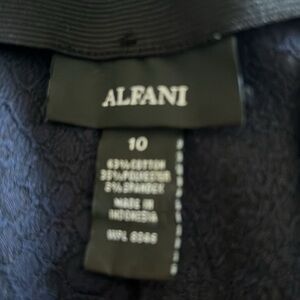 ALFANI
10
63% COTTON
35% POLYESTER
2% SPANDEX
MADE IN
INDONESIA
WPL